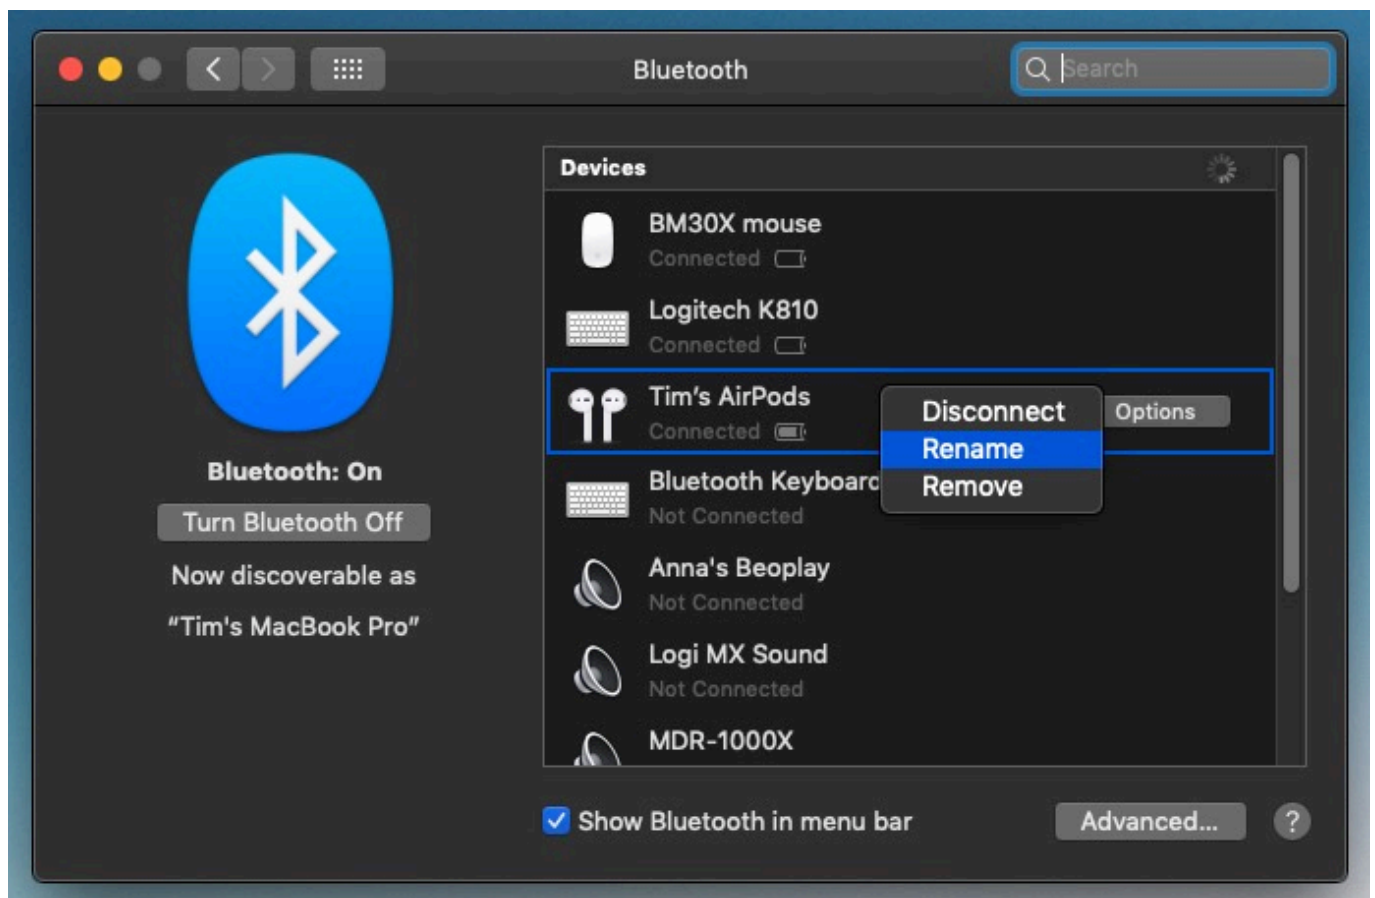 Bluetooth
Search
Bluetooth: On
Turn Bluetooth Off
Now discoverable as
“Tim's MacBook Pro”
Devices
BM30X mouse
Connected
Logitech K810
Connected
Tim’s AirPods
Connected
Options
Disconnect
Rename
Remove
Bluetooth Keyboard
Not Connected
Anna's Beoplay
Not Connected
Logi MX Sound
Not Connected
MDR-1000X
Show Bluetooth in menu bar
Advanced...
?